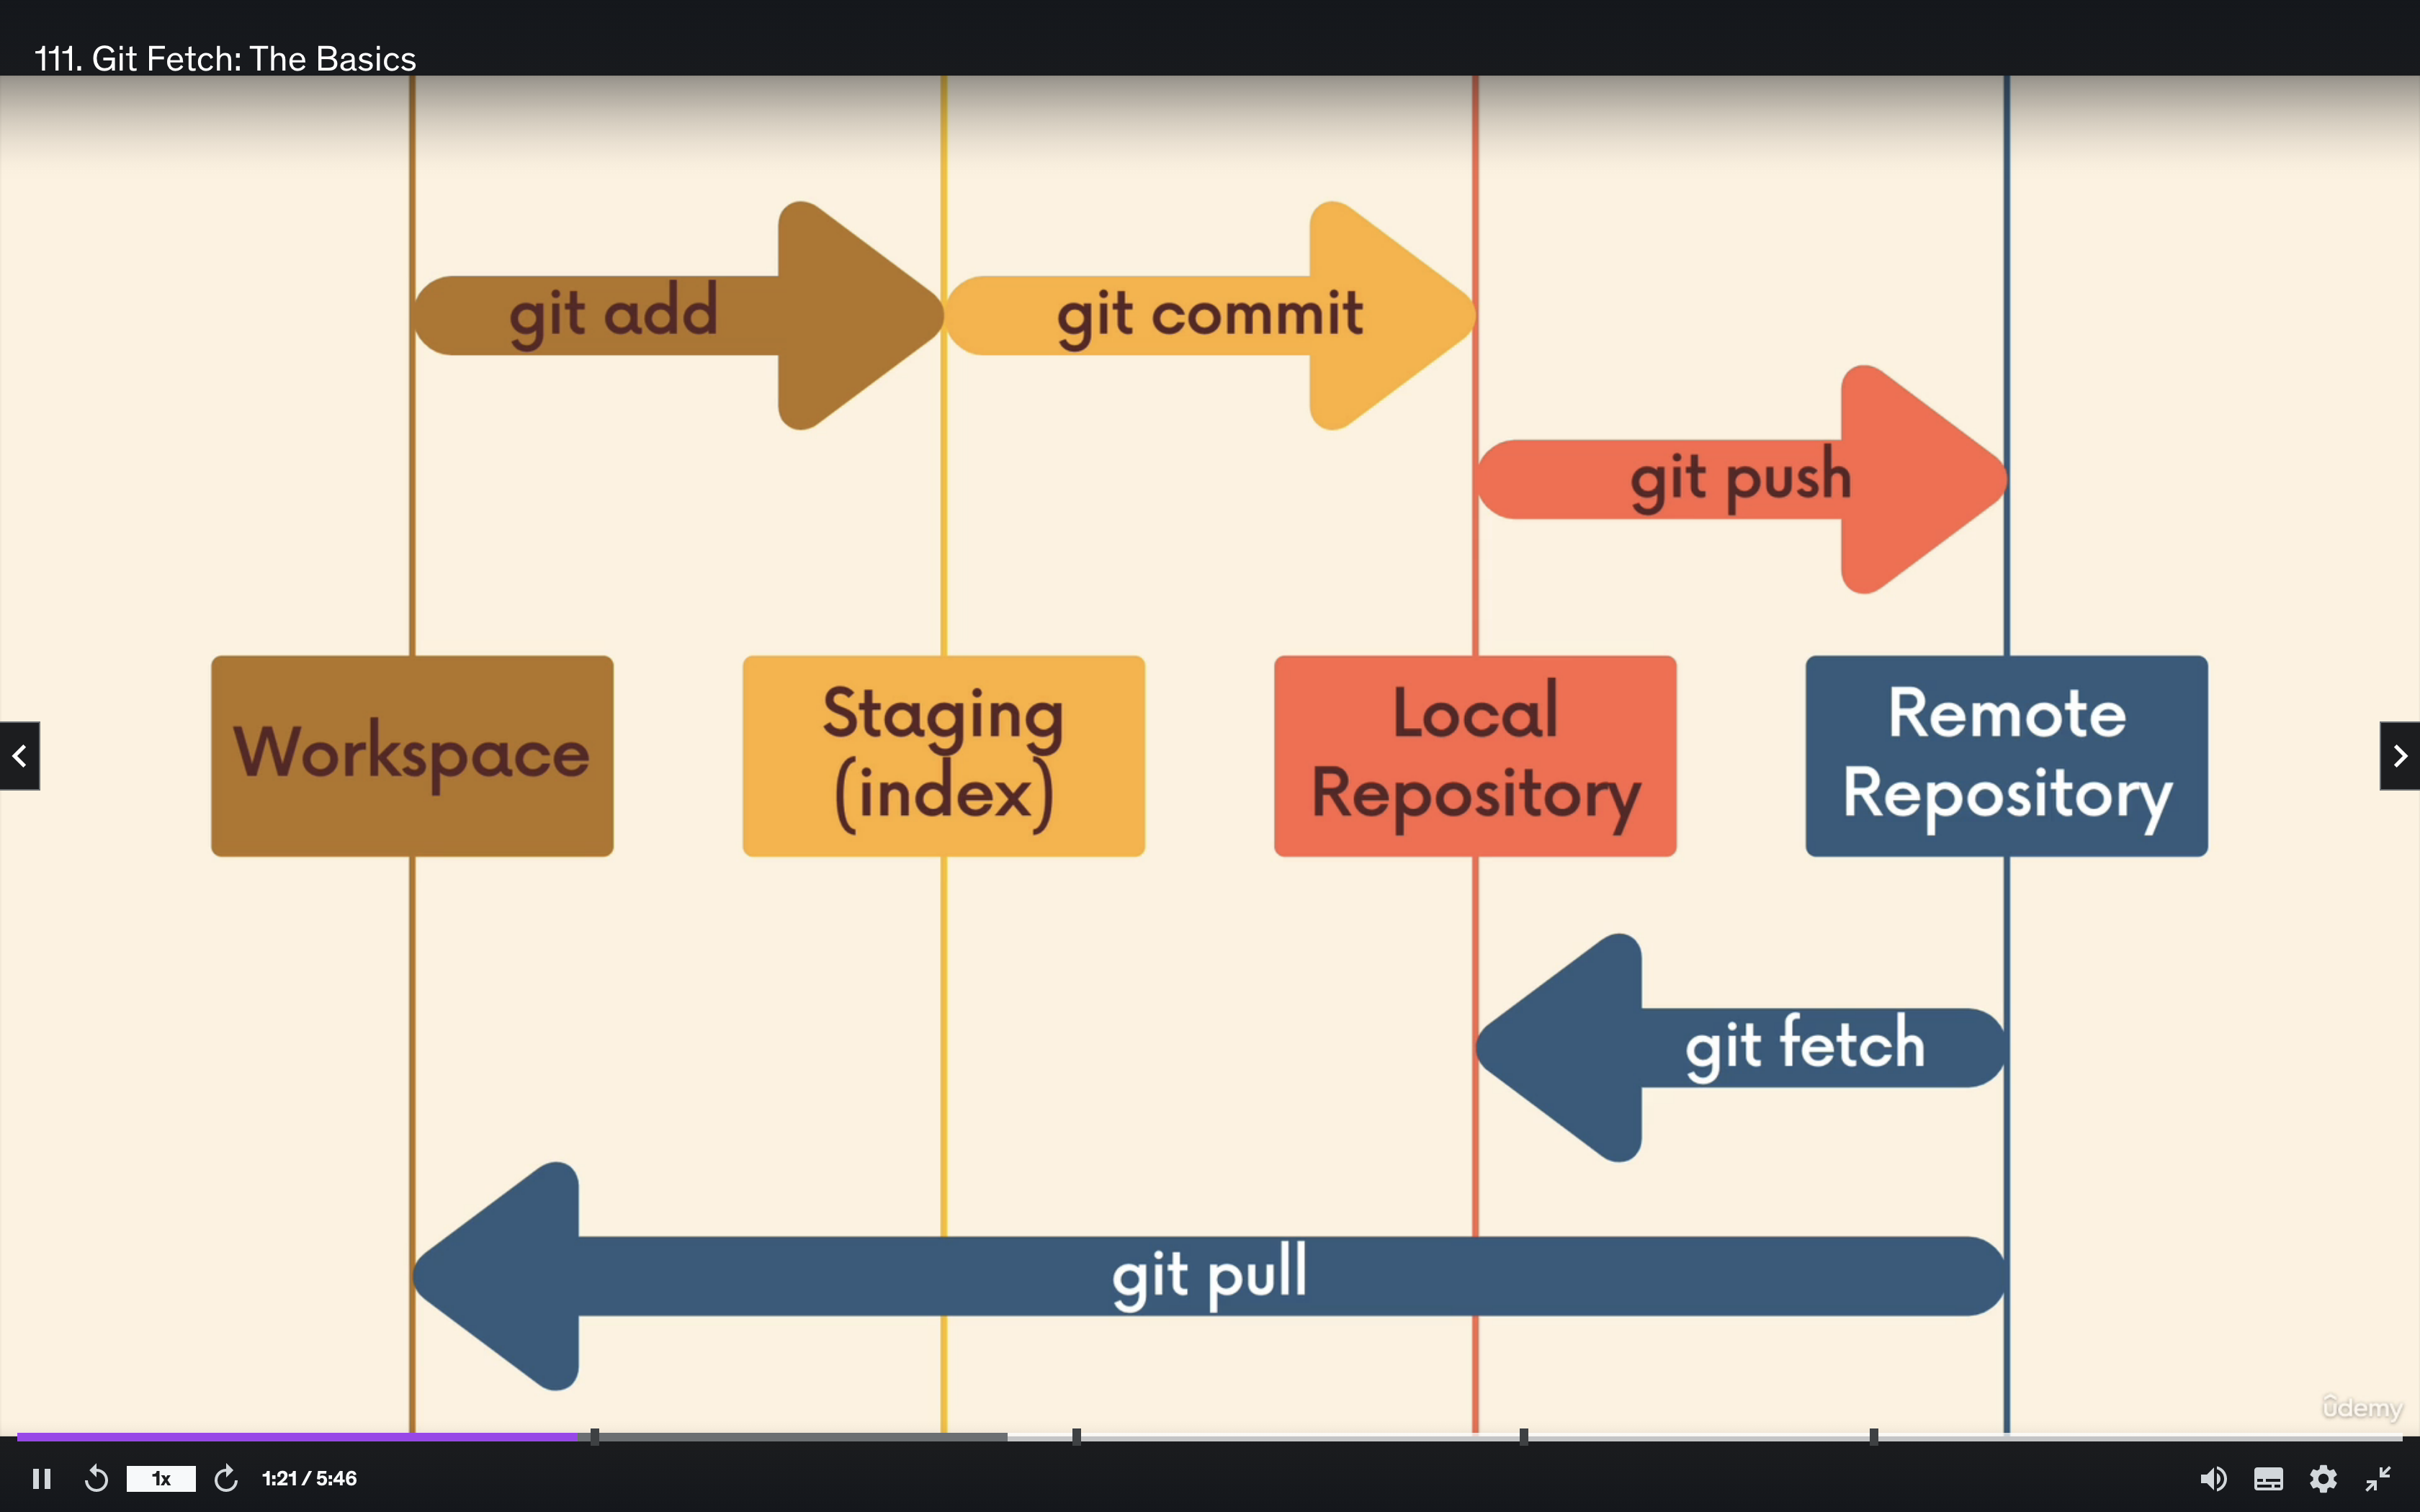 111. Git Fetch: The Basics
git add
git commit
git push
Workspace
Staging
(index)
Local
Repository
Remote
Repository
git fetch
git pull
ûdemy
1x
1:21 / 5:46